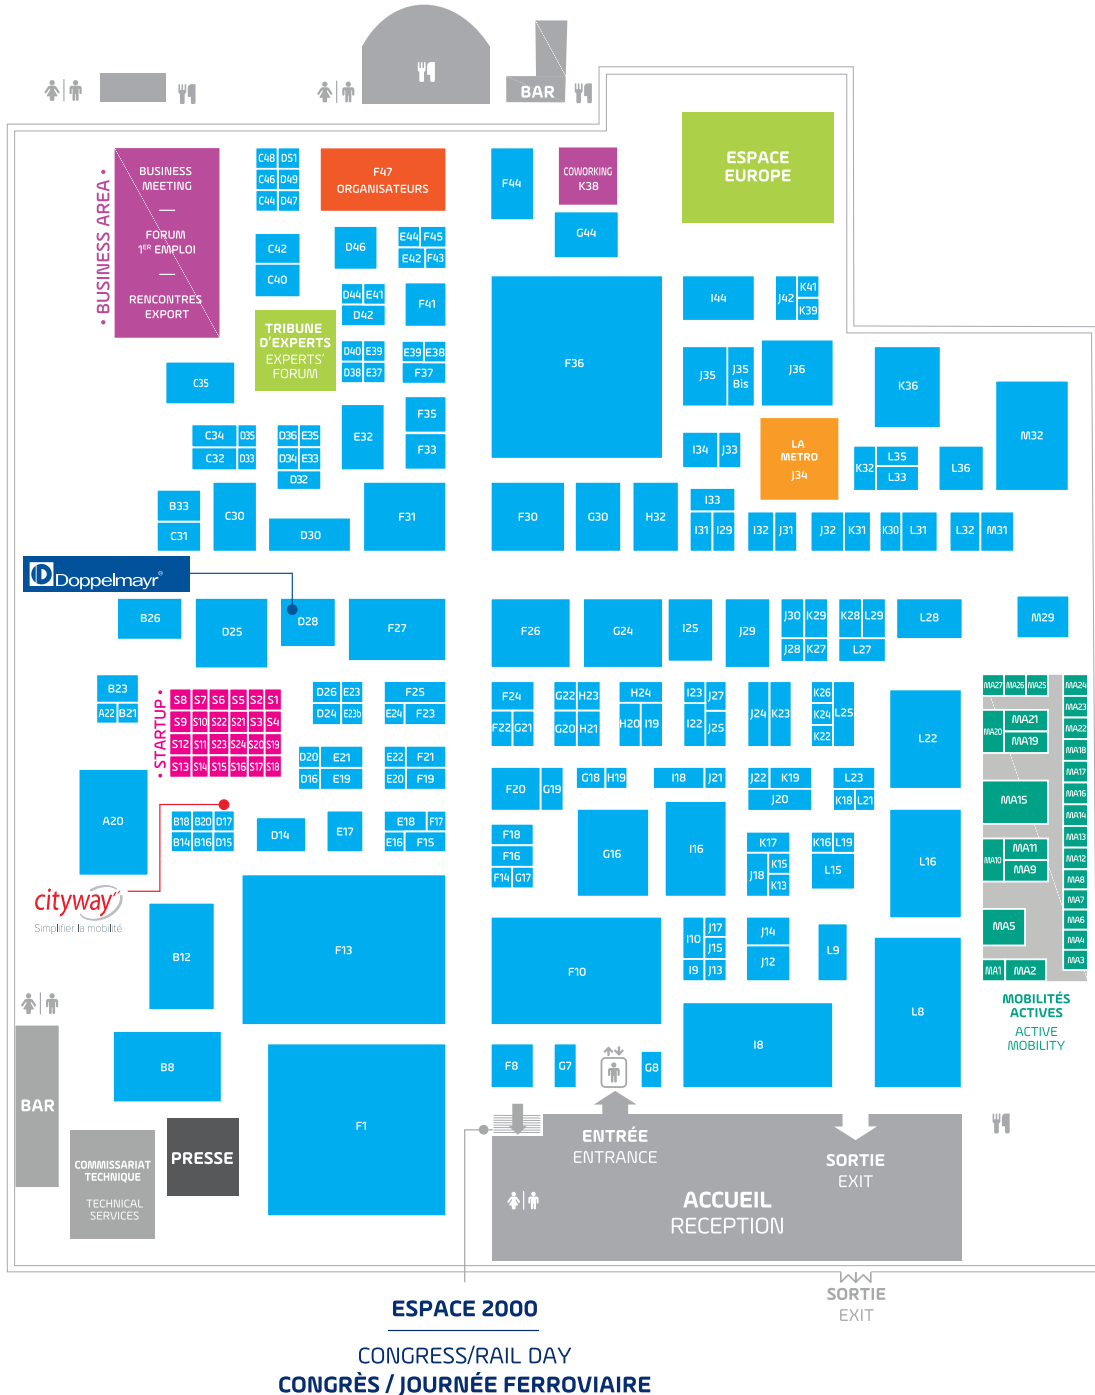 BAR
BUSINESS AREA
BUSINESS
MEETING
FORUM
1ER EMPLOI
RENCONTRES
EXPORT
C48 D51
C46 D49
C44 D47
F47
ORGANISATEURS
F44
COWORKING
K38
ESPACE
EUROPE
C42
C40
D46
E44 F45
E42 F43
G44
TRIBUNE
D'EXPERTS
EXPERTS'
FORUM
D44 E41
D42
F41
F36
I44
J42 K41
K39
D40 E39
D38 E37
E39 E38
F37
C35
J35
J35
Bis
J36
K36
M32
F35
F33
E32
C34 D35
C32 D33
D36 E35
D34 E33
D32
I34 J33
LA
METRO
J34
K32 L35
L33
L36
B33
C31
C30
D30
F31
F30
G30
H32
I33
I31 I29
I32 J31
J32 K31
K30 L31
L32 M31
Doppelmayr®
B26
D25
D28
F27
F26
G24
I25
J29
J30 K29
J28 K27
K28 L29
L27
L28
M29
B23
A22 B21
STARTUP
S8 S7 S6 S5 S2 S1
S9 S10 S22 S21 S3 S4
S12 S11 S23 S24 S20 S19
S13 S14 S15 S16 S17 S18
D26 E23
D24 E23b
F25
E24 F23
F24
F22 G21
G22 H23
G20 H21
H24
H20 I19
I23 J27
I22 J25
J24 K23
K26
K24
K22
L25
L22
MA27 MA26 MA25 MA24
MA23
MA20 MA21
MA19
MA22
MA18
MA17
MA15
MA16
MA14
MA13
MA10 MA11
MA9
MA12
MA8
MA7
MA5
MA6
MA4
MA3
MA1 MA2
D20 E21
D16 E19
E22 F21
E20 F19
F20 G19
G18 H19
I18 J21
J22 K19
J20
L23
K18 L21
A20
B18 B20 D17
B14 B16 D15
D14
E17
E18 F17
E16 F15
F18
F16
F14 G17
G16
I16
K17
J18 K15
K13
K16 L19
L15
L16
cityway
Simplifier la mobilité
B12
F13
F10
I10 J17
J15
I9 J13
J14
J12
L9
L8
MOBILITÉS
ACTIVES
ACTIVE
MOBILITY
B8
F1
F8
G7
G8
I8
BAR
COMMISSARIAT
TECHNIQUE
TECHNICAL
SERVICES
PRESSE
ENTRÉE
ENTRANCE
SORTIE
EXIT
ACCUEIL
RECEPTION
SORTIE
EXIT
ESPACE 2000
CONGRESS/RAIL DAY
CONGRÈS / JOURNÉE FERROVIAIRE